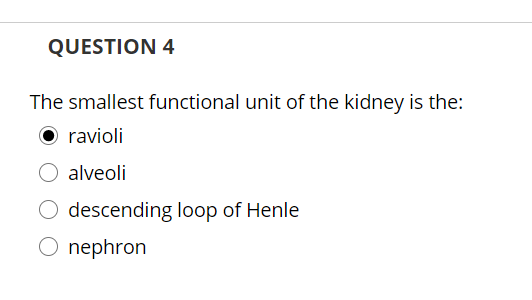 QUESTION 4
The smallest functional unit of the kidney is the:
ravioli
alveoli
descending loop of Henle
nephron